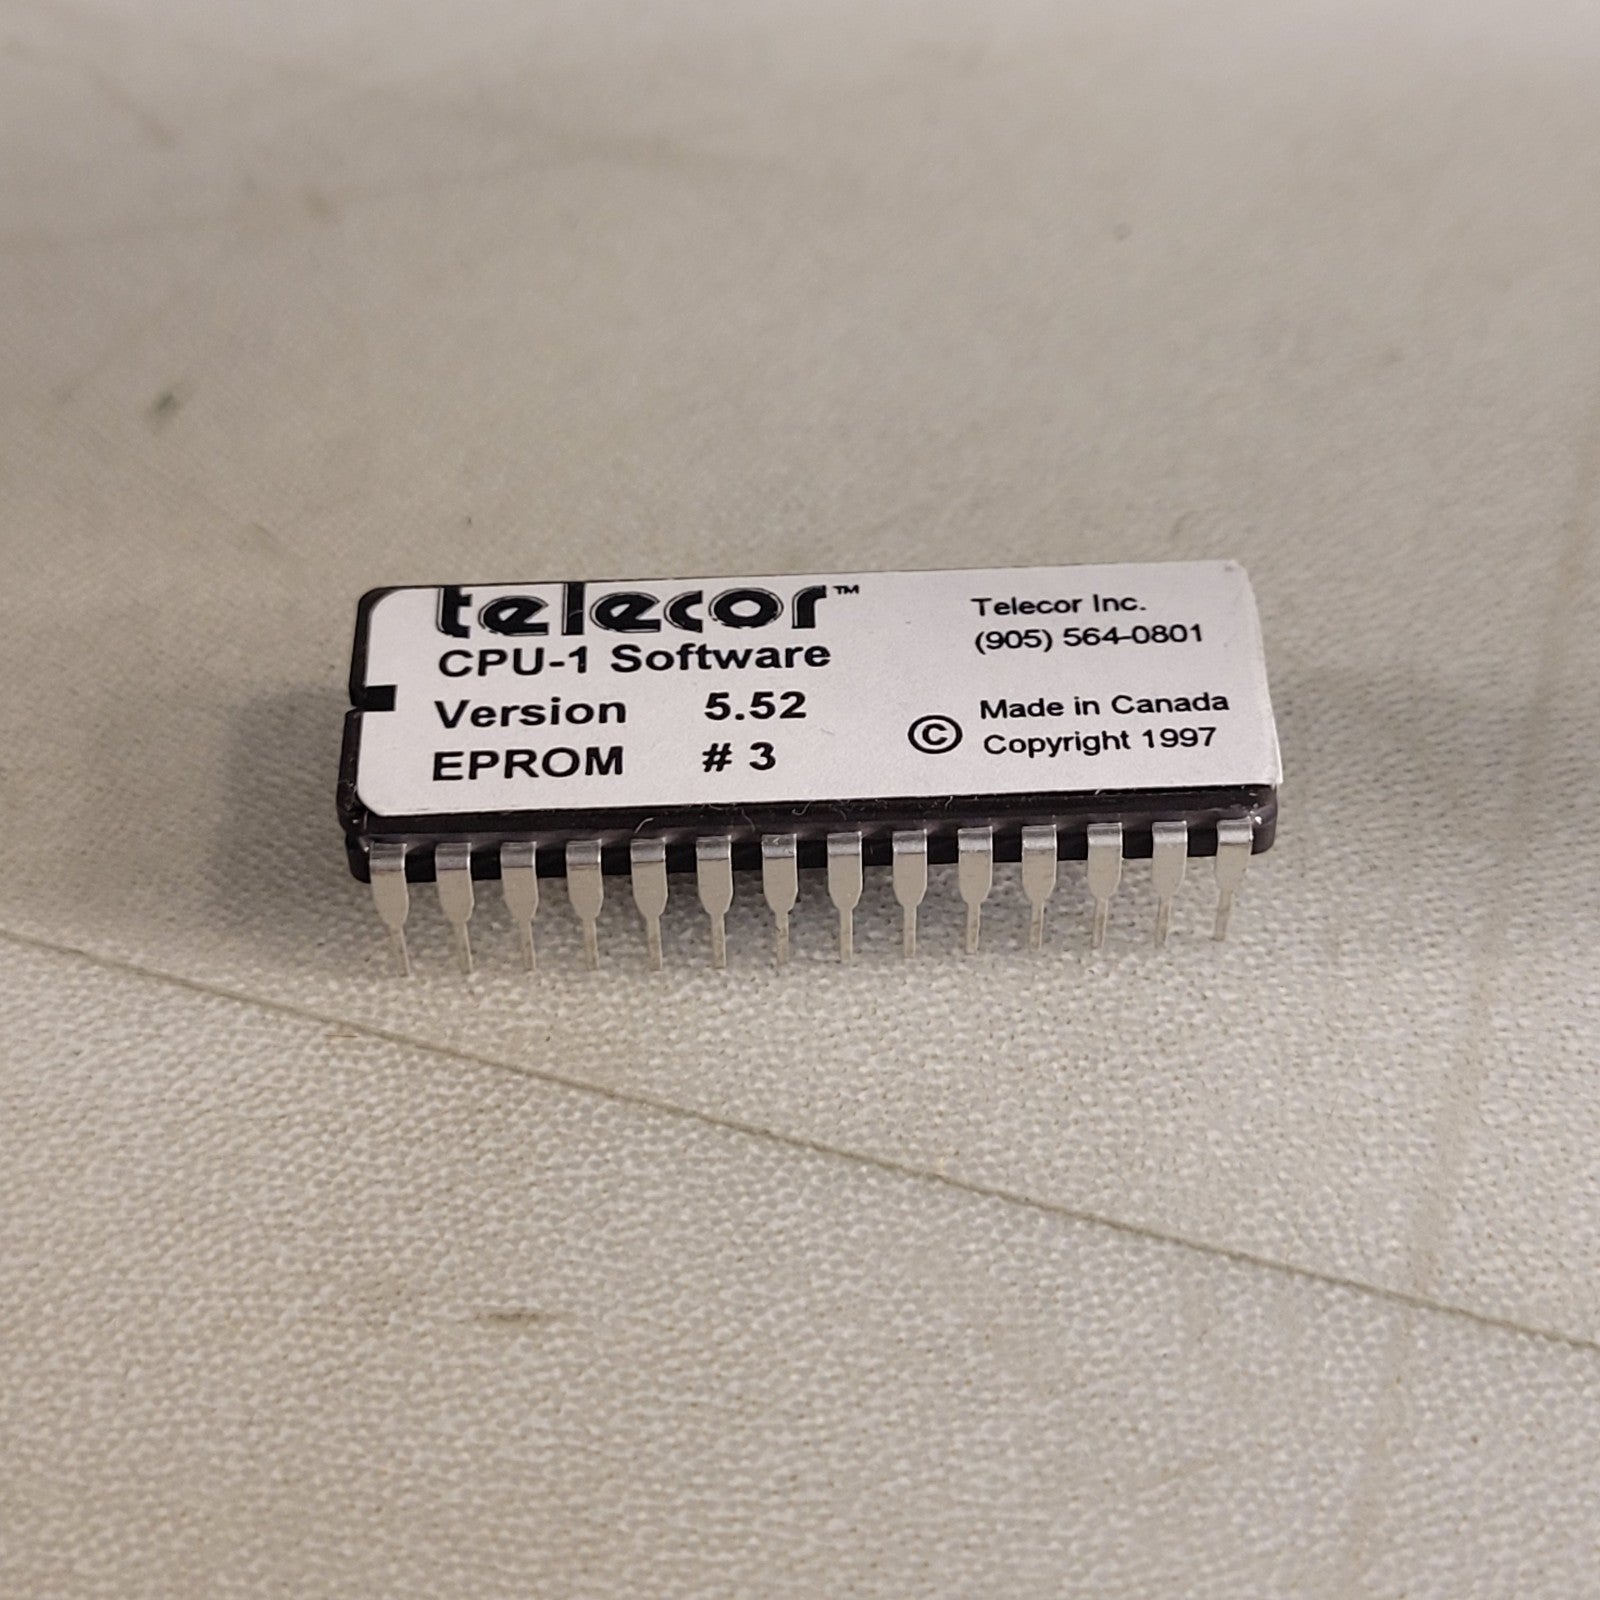 telecor™
CPU-1 Software
Version 5.52
EPROM # 3
Telecor Inc.
(905) 564-0801
Made in Canada
© Copyright 1997